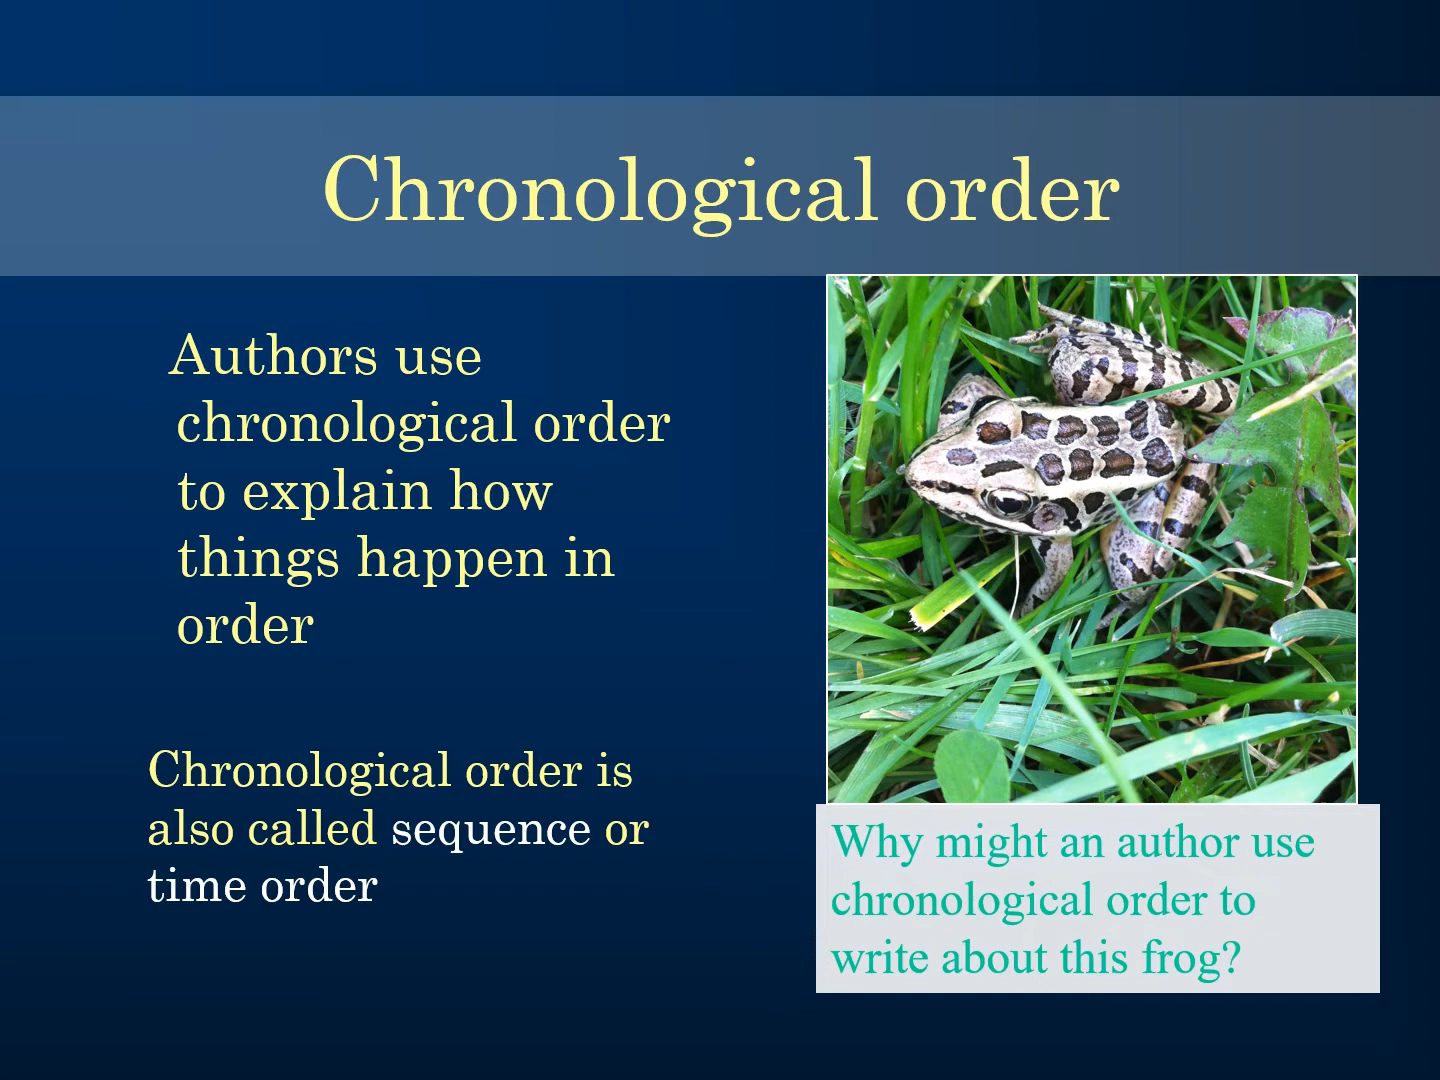 Chronological order
Authors use
chronological order
to explain how
things happen in
order
Chronological order is
also called sequence or
time order
Why might an author use
chronological order to
write about this frog?